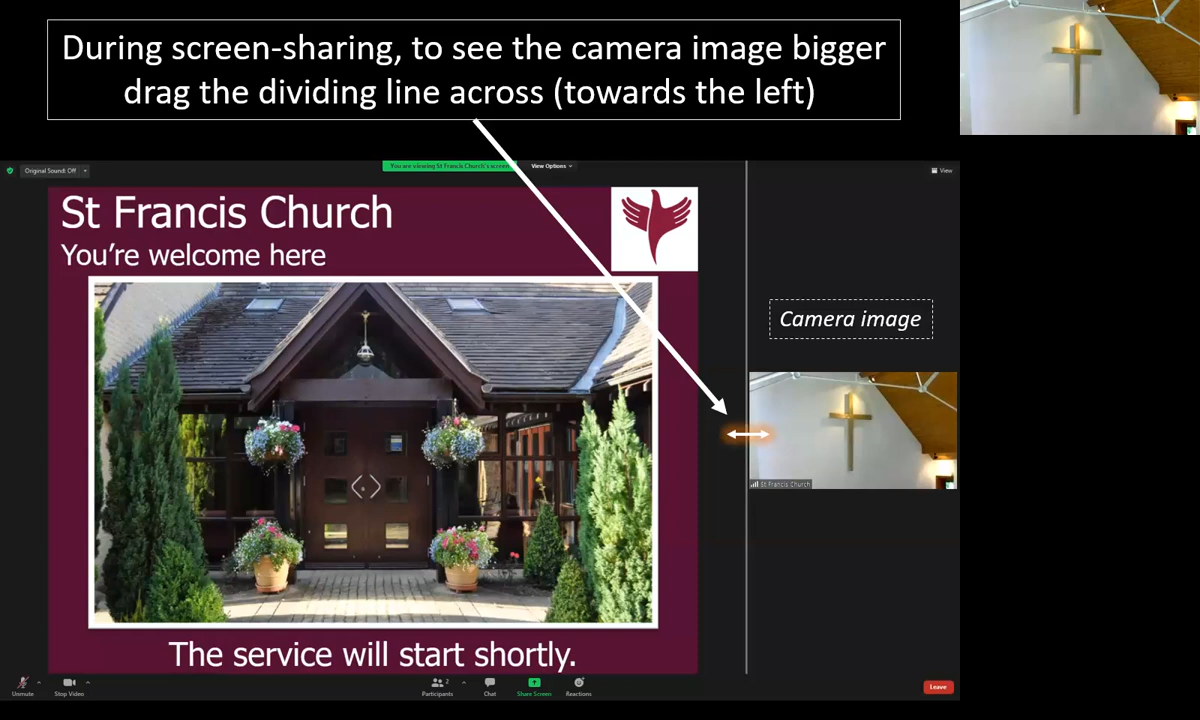 During screen-sharing, to see the camera image bigger
drag the dividing line across (towards the left)
Original Sound: Off
You are viewing St Francis Church's screen
View Options
View
St Francis Church
You're welcome here
Camera image
St Francis Church
The service will start shortly.
Unmute
Stop Video
Participants
2
Chat
Share Screen
Reactions
Leave